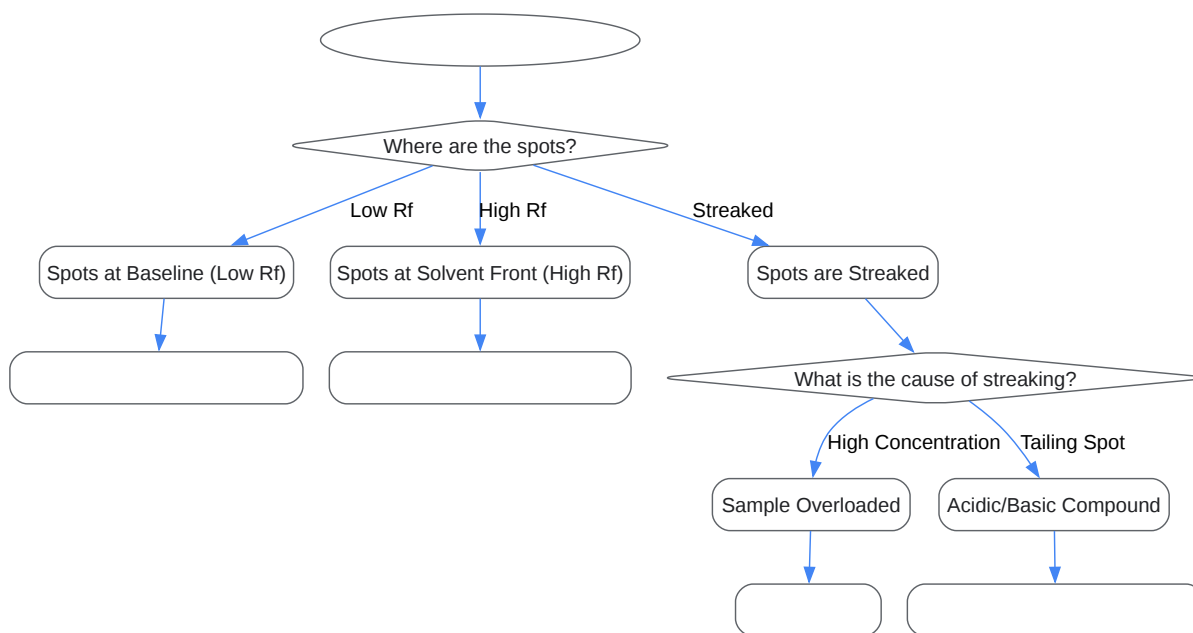 Where are the spots?
Low Rf
High Rf
Streaked
Spots at Baseline (Low Rf)
Spots at Solvent Front (High Rf)
Spots are Streaked
What is the cause of streaking?
High Concentration
Tailing Spot
Sample Overloaded
Acidic/Basic Compound